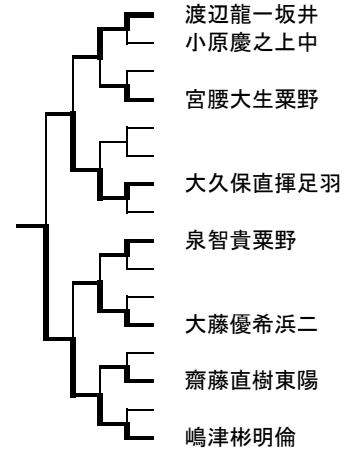 渡辺龍一坂井
小原慶之上中
宮腰大生粟野
大久保直揮足羽
泉智貴粟野
大藤優希浜二
齋藤直樹東陽
嶋津彬明倫